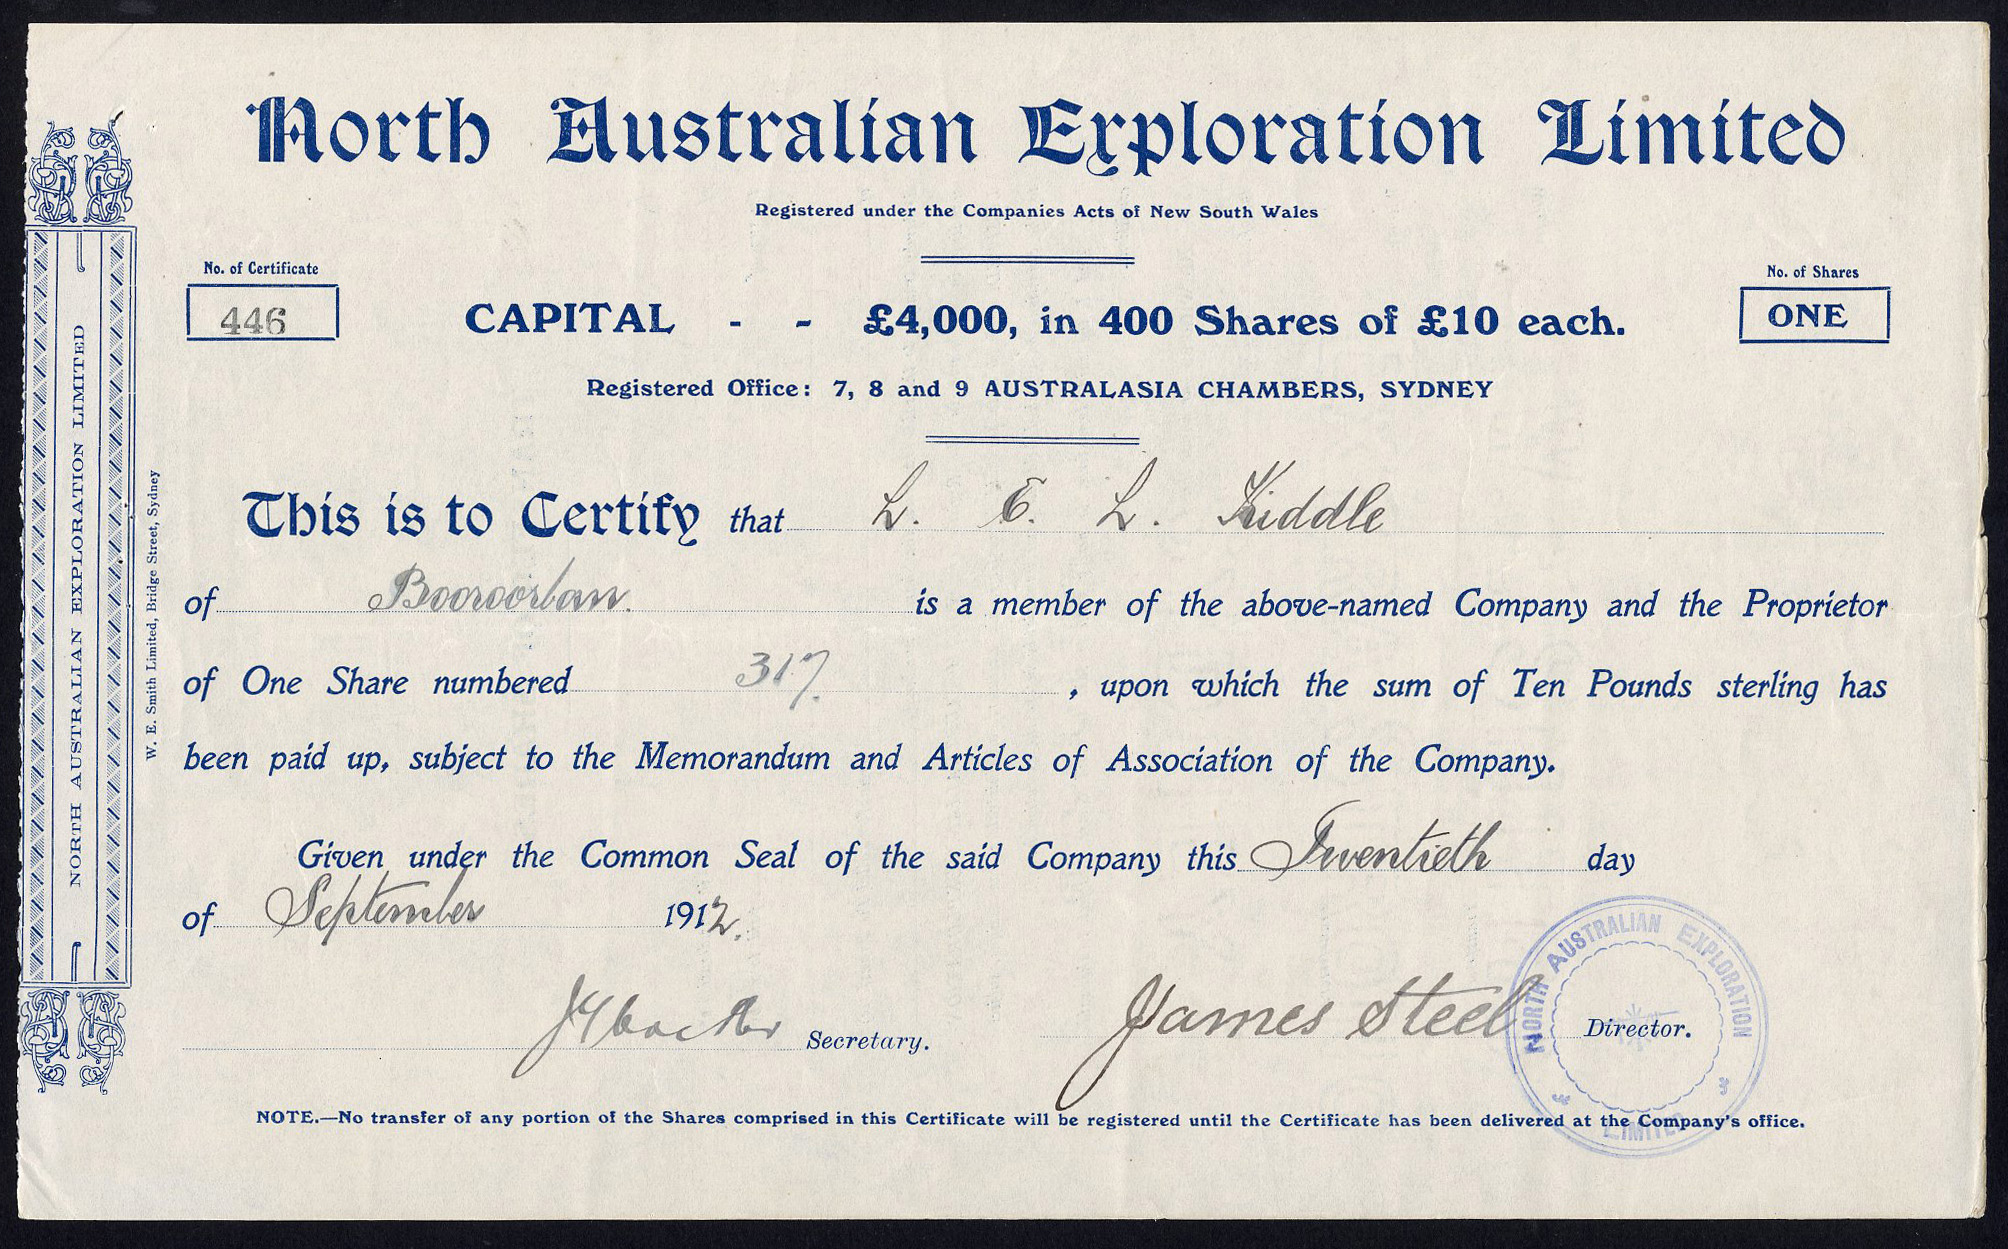 North Australian Exploration Limited
Registered under the Companies Acts of New South Wales
No. of Certificate
446
CAPITAL - - £4,000, in 400 Shares of £10 each.
No. of Shares
ONE
Registered Office: 7, 8 and 9 AUSTRALASIA CHAMBERS, SYDNEY
This is to Certify that L. E. L. Kiddle
of Booroorban. is a member of the above-named Company and the Proprietor
of One Share numbered 317. , upon which the sum of Ten Pounds sterling has
been paid up, subject to the Memorandum and Articles of Association of the Company.
Given under the Common Seal of the said Company this Twentieth day
of September 1912.
Secretary.
James Steel Director.
NORTH AUSTRALIAN EXPLORATION
LIMITED
NOTE.—No transfer of any portion of the Shares comprised in this Certificate will be registered until the Certificate has been delivered at the Company's office.
NORTH AUSTRALIAN EXPLORATION LIMITED
W. E. Smith Limited, Bridge Street, Sydney